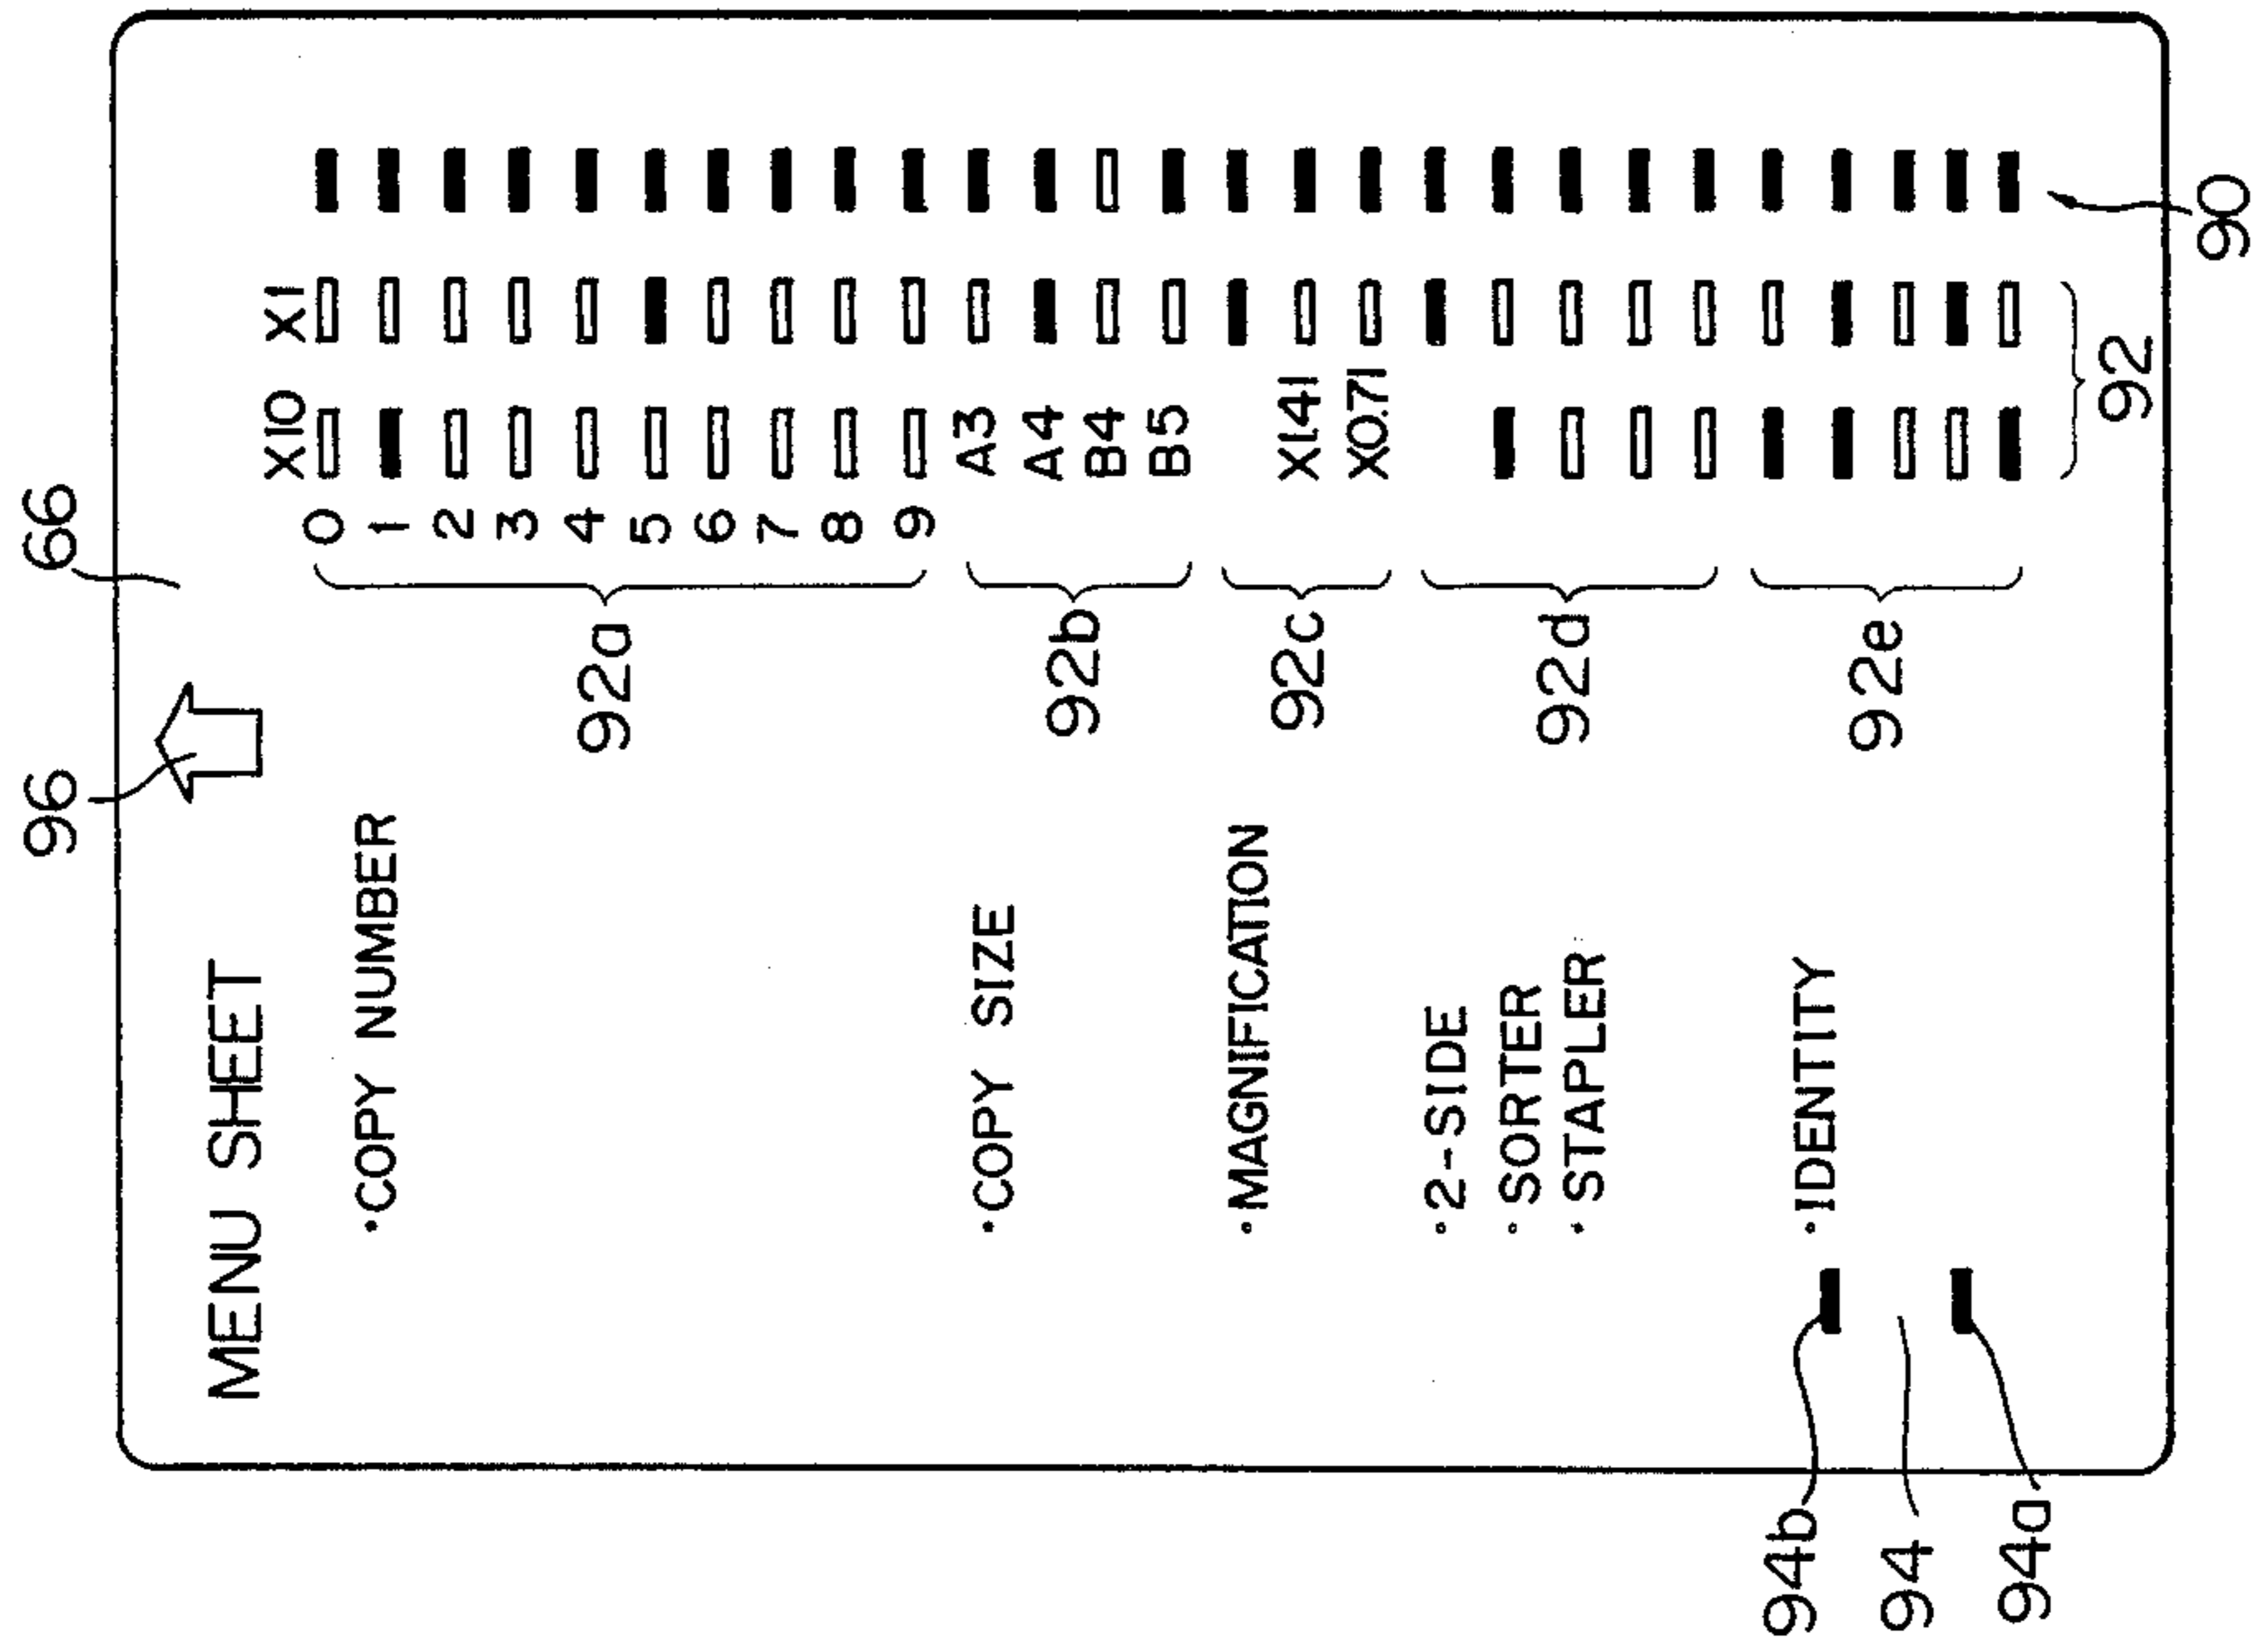 66
96
MENU SHEET
X10 X1
•COPY NUMBER
0
1
2
3
4
5
6
7
8
9
92a
•COPY SIZE
A3
A4
B4
B5
92b
•MAGNIFICATION
X1.41
X0.71
92c
•2-SIDE
•SORTER
•STAPLER
92d
•IDENTITY
92e
94b
94
94a
92
90